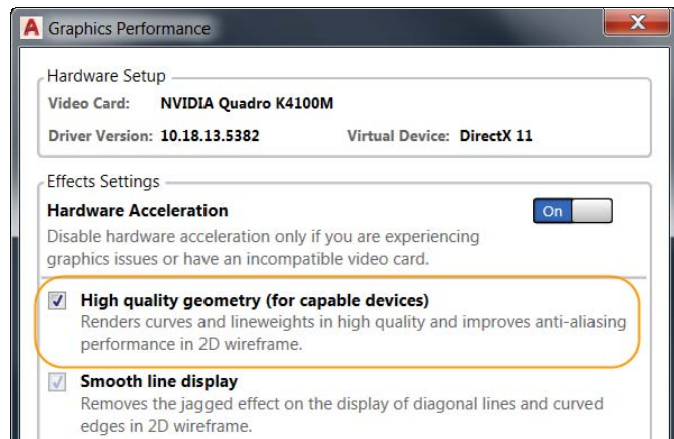 Graphics Performance
Hardware Setup
Video Card: NVIDIA Quadro K4100M
Driver Version: 10.18.13.5382 Virtual Device: DirectX 11
Effects Settings
Hardware Acceleration On
Disable hardware acceleration only if you are experiencing
graphics issues or have an incompatible video card.
High quality geometry (for capable devices)
Renders curves and lineweights in high quality and improves anti-aliasing
performance in 2D wireframe.
Smooth line display
Removes the jagged effect on the display of diagonal lines and curved
edges in 2D wireframe.